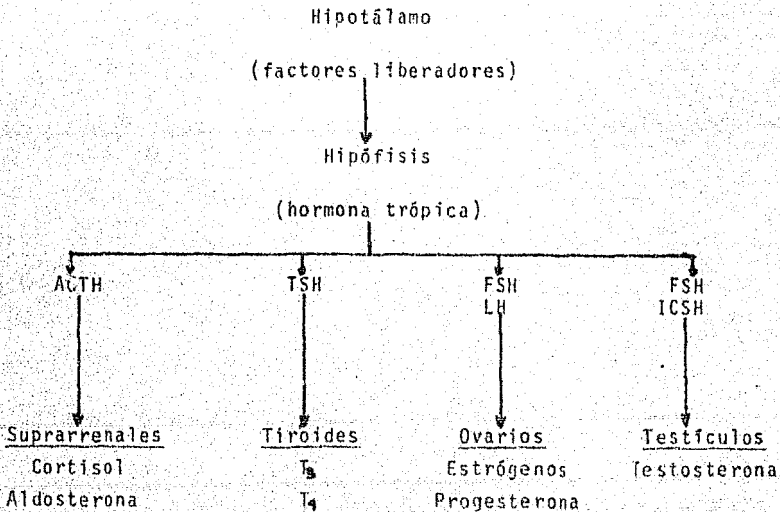 Hipotálamo
(factores liberadores)
Hipófisis
(hormona trópica)
ACTH TSH FSH FSH
LH ICSH
Suprarrenales Tiroides Ovarios Testículos
Cortisol T3 Estrógenos Testosterona
Aldosterona T4 Progesterona